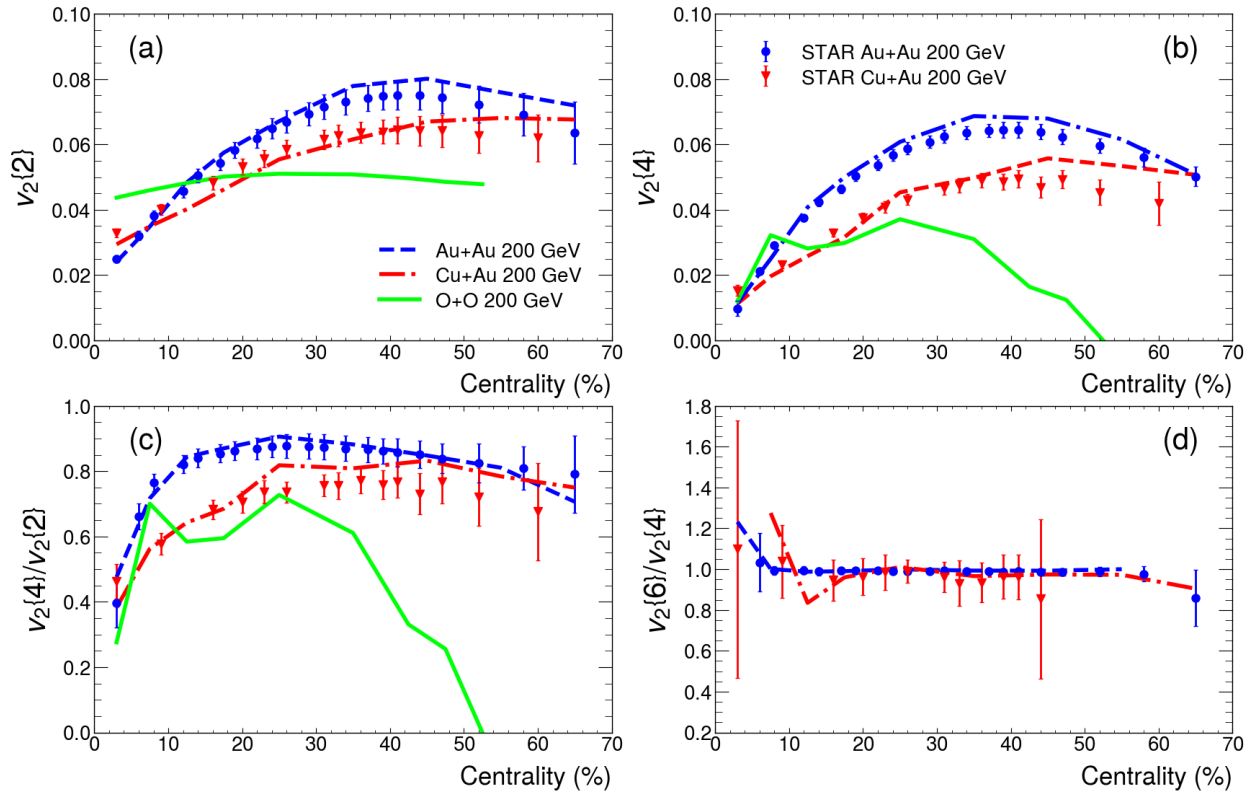 (a)
v₂{2}
0.10
0.08
0.06
0.04
0.02
0.00
Au+Au 200 GeV
Cu+Au 200 GeV
O+O 200 GeV
0 10 20 30 40 50 60 70
Centrality (%)
(b)
v₂{4}
0.10
0.08
0.06
0.04
0.02
0.00
STAR Au+Au 200 GeV
STAR Cu+Au 200 GeV
0 10 20 30 40 50 60 70
Centrality (%)
(c)
v₂{4}/v₂{2}
1.0
0.8
0.6
0.4
0.2
0.0
0 10 20 30 40 50 60 70
Centrality (%)
(d)
v₂{6}/v₂{4}
1.8
1.6
1.4
1.2
1.0
0.8
0.6
0.4
0.2
0 10 20 30 40 50 60 70
Centrality (%)